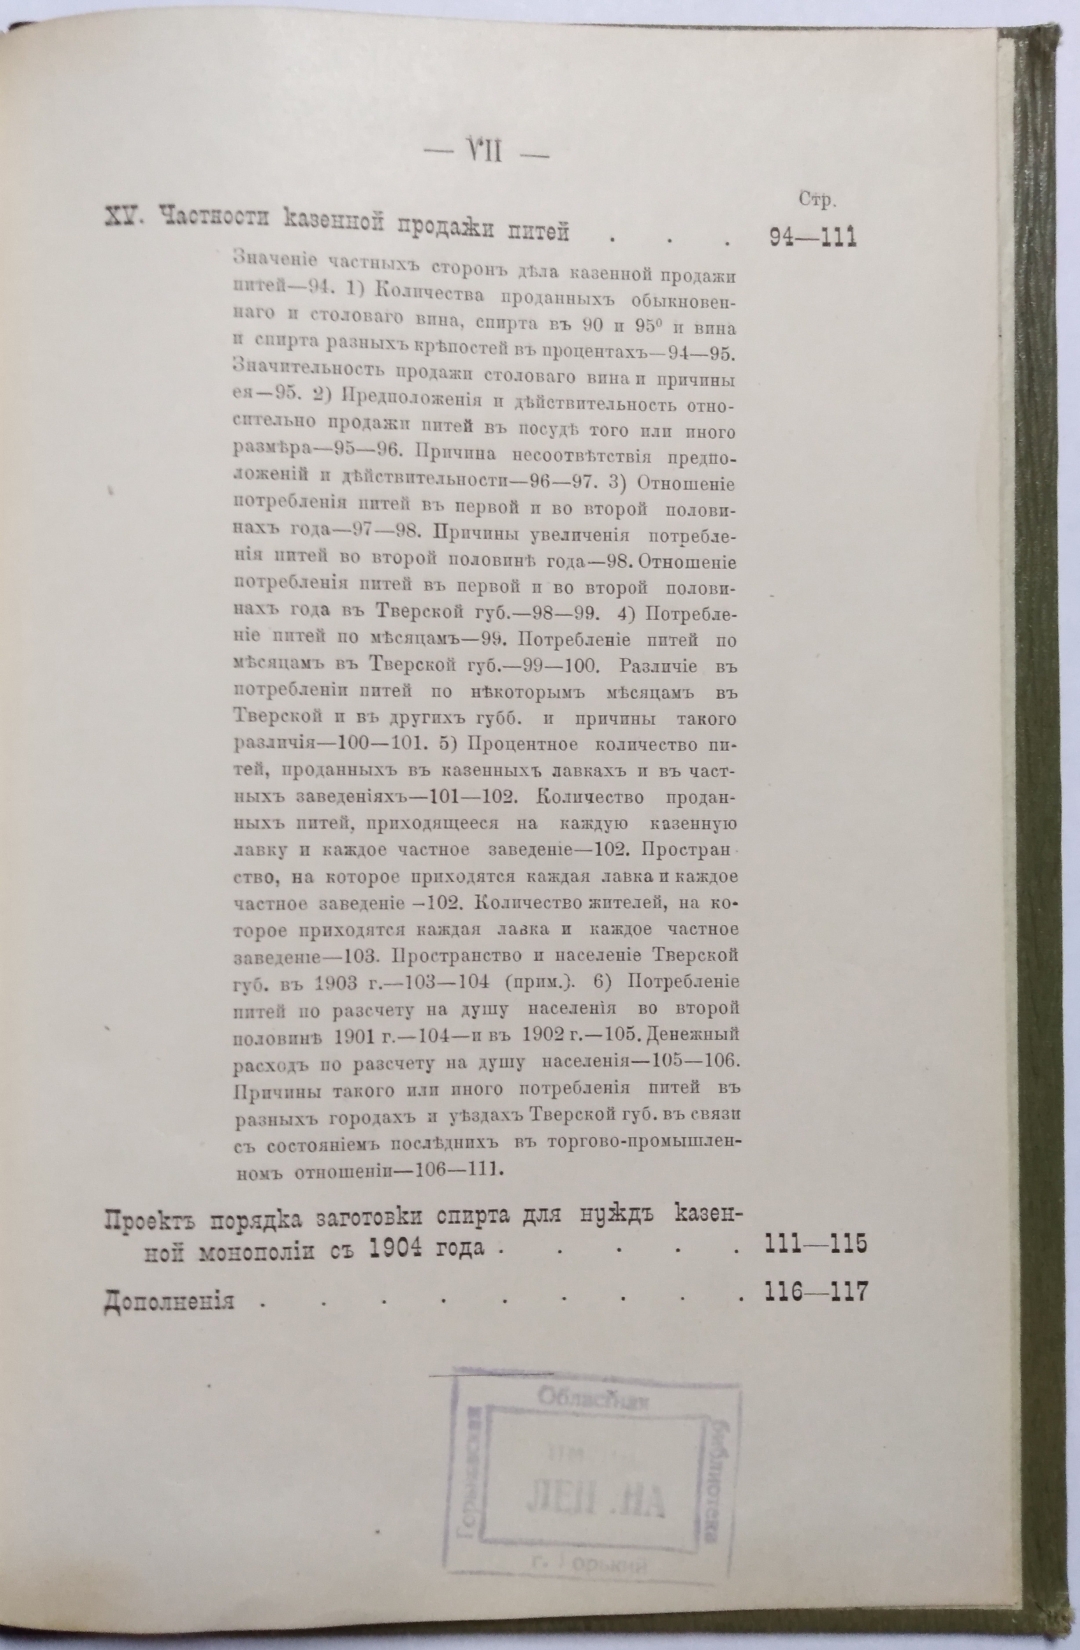 — VII —
Стр.
XV. Частности казенной продажи питей . . . 94—111
Значеніе частныхъ сторонъ дѣла казенной продажи
питей—94. 1) Количества проданныхъ обыкновен-
наго и столоваго вина, спирта въ 90 и 95⁰ и вина
и спирта разныхъ крѣпостей въ процентахъ—94—95.
Значительность продажи столоваго вина и причины
ея—95. 2) Предположенія и дѣйствительность отно-
сительно продажи питей въ посудѣ того или иного
размѣра—95—96. Причина несоотвѣтствія предпо-
ложеній и дѣйствительности—96—97. 3) Отношеніе
потребленія питей въ первой и во второй полови-
нахъ года—97—98. Причины увеличенія потребле-
нія питей во второй половинѣ года—98. Отношеніе
потребленія питей въ первой и во второй полови-
нахъ года въ Тверской губ.—98—99. 4) Потребле-
ніе питей по мѣсяцамъ—99. Потребленіе питей по
мѣсяцамъ въ Тверской губ.—99—100. Различіе въ
потребленіи питей по нѣкоторымъ мѣсяцамъ въ
Тверской и въ другихъ губб. и причины такого
различія—100—101. 5) Процентное количество пи-
тей, проданныхъ въ казенныхъ лавкахъ и въ част-
ныхъ заведеніяхъ—101—102. Количество продан-
ныхъ питей, приходящееся на каждую казенную
лавку и каждое частное заведеніе—102. Простран-
ство, на которое приходятся каждая лавка и каждое
частное заведеніе—102. Количество жителей, на ко-
торое приходятся каждая лавка и каждое частное
заведеніе—103. Пространство и населеніе Тверской
губ. въ 1903 г.—103—104 (прим.). 6) Потребленіе
питей по разсчету на душу населенія во второй
половинѣ 1901 г.—104—и въ 1902 г.—105. Денежный
расходъ по разсчету на душу населенія—105—106.
Причины такого или иного потребленія питей въ
разныхъ городахъ и уѣздахъ Тверской губ. въ связи
съ состояніемъ послѣднихъ въ торгово-промышлен-
номъ отношеніи—106—111.
Проектъ порядка заготовки спирта для нуждъ казен-
ной монополіи съ 1904 года . . . . . 111—115
Дополненія . . . . . . . . . 116—117
Областная
Горьковская
библиотека
г. Горький